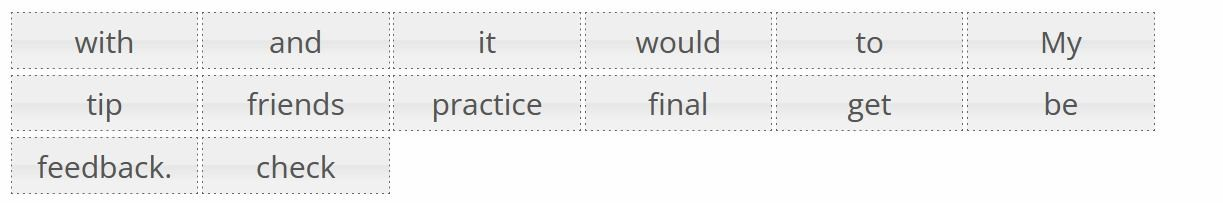 with and it would to My
tip friends practice final get be
feedback. check